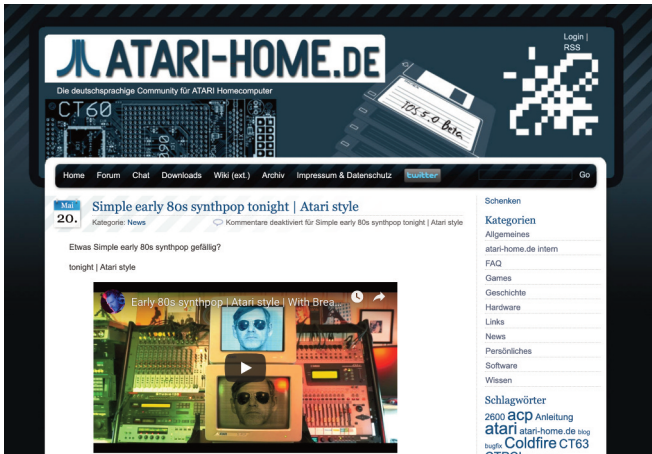 Login |
RSS
ATARI-HOME.DE
Die deutschsprachige Community für ATARI Homecomputer
CT60
TOS 5.0 Beta
Home Forum Chat Downloads Wiki (ext.) Archiv Impressum & Datenschutz twitter Go
Mai
20.
Simple early 80s synthpop tonight | Atari style
Kategorie: News Kommentare deaktiviert für Simple early 80s synthpop tonight | Atari style
Etwas Simple early 80s synthpop gefällig?
tonight | Atari style
Early 80s synthpop | Atari style | With Brea...
Schenken
Kategorien
Allgemeines
atari-home.de intern
FAQ
Games
Geschichte
Hardware
Links
News
Persönliches
Software
Wissen
Schlagwörter
2600 acp Anleitung
atari atari-home.de blog
bugfix Coldfire CT63